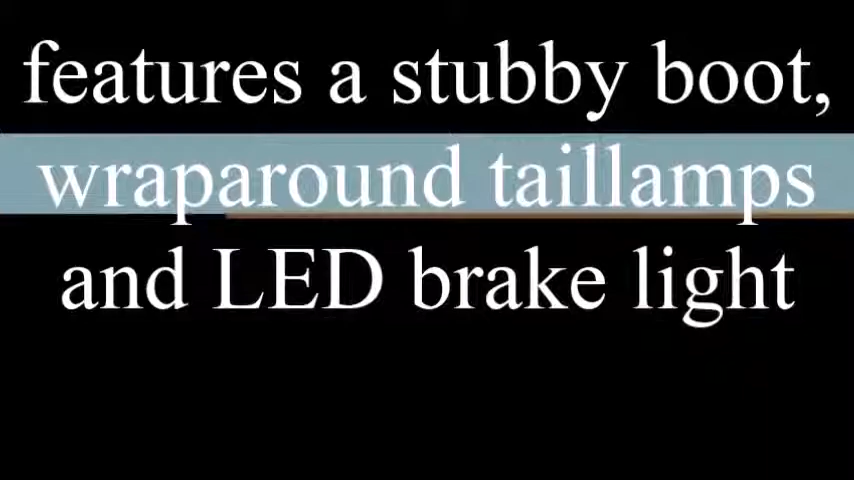 features a stubby boot,
wraparound taillamps
and LED brake light